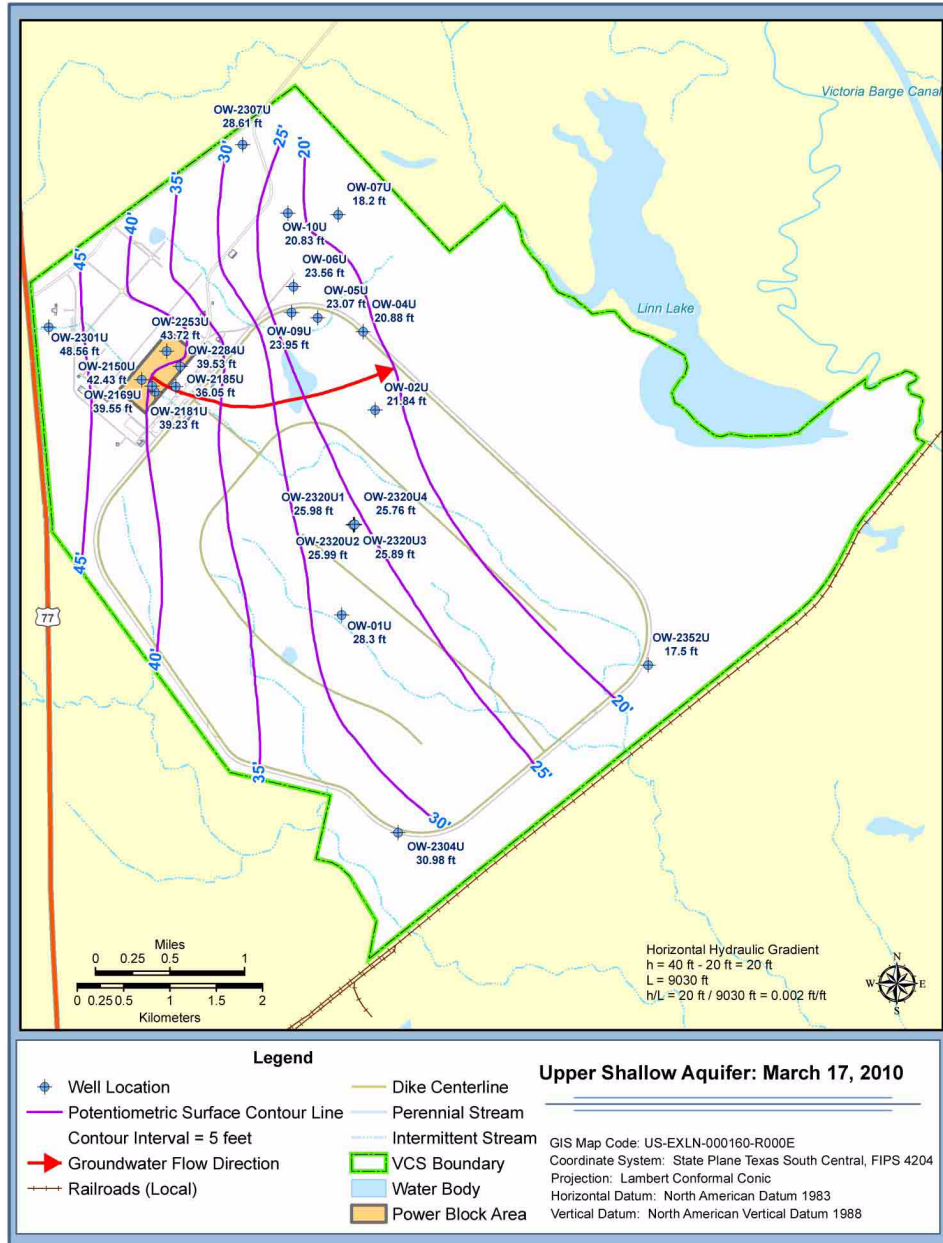 Victoria Barge Canal
OW-2307U
28.61 ft
25'
20'
30'
35'
40'
45'
OW-07U
18.2 ft
OW-10U
20.83 ft
OW-06U
23.56 ft
OW-05U
23.07 ft
OW-04U
20.88 ft
Linn Lake
OW-2301U
48.56 ft
OW-2253U
43.72 ft
OW-09U
23.95 ft
OW-2284U
39.53 ft
OW-2150U
42.43 ft
OW-2185U
36.05 ft
OW-2169U
39.55 ft
OW-2181U
39.23 ft
OW-02U
21.84 ft
OW-2320U1
25.98 ft
OW-2320U4
25.76 ft
OW-2320U2
25.99 ft
OW-2320U3
25.89 ft
45'
77
OW-01U
28.3 ft
OW-2352U
17.5 ft
40'
20'
35'
25'
30'
OW-2304U
30.98 ft
Miles
0 0.25 0.5 1
0 0.25 0.5 1 2
Kilometers
Horizontal Hydraulic Gradient
h = 40 ft - 20 ft = 20 ft
L = 9030 ft
h/L = 20 ft / 9030 ft = 0.002 ft/ft
N
W E
S
Legend
Well Location
Potentiometric Surface Contour Line
Contour Interval = 5 feet
Groundwater Flow Direction
Railroads (Local)
Dike Centerline
Perennial Stream
Intermittent Stream
VCS Boundary
Water Body
Power Block Area
Upper Shallow Aquifer: March 17, 2010
GIS Map Code: US-EXLN-000160-R000E
Coordinate System: State Plane Texas South Central, FIPS 4204
Projection: Lambert Conformal Conic
Horizontal Datum: North American Datum 1983
Vertical Datum: North American Vertical Datum 1988